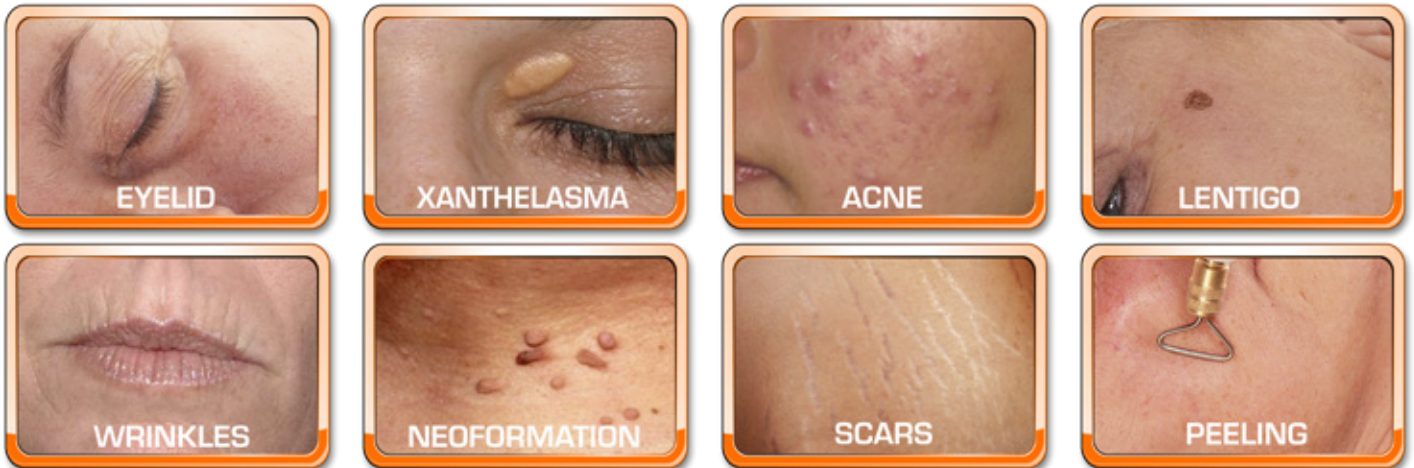 EYELID
XANTHELASMA
ACNE
LENTIGO
WRINKLES
NEOFORMATION
SCARS
PEELING